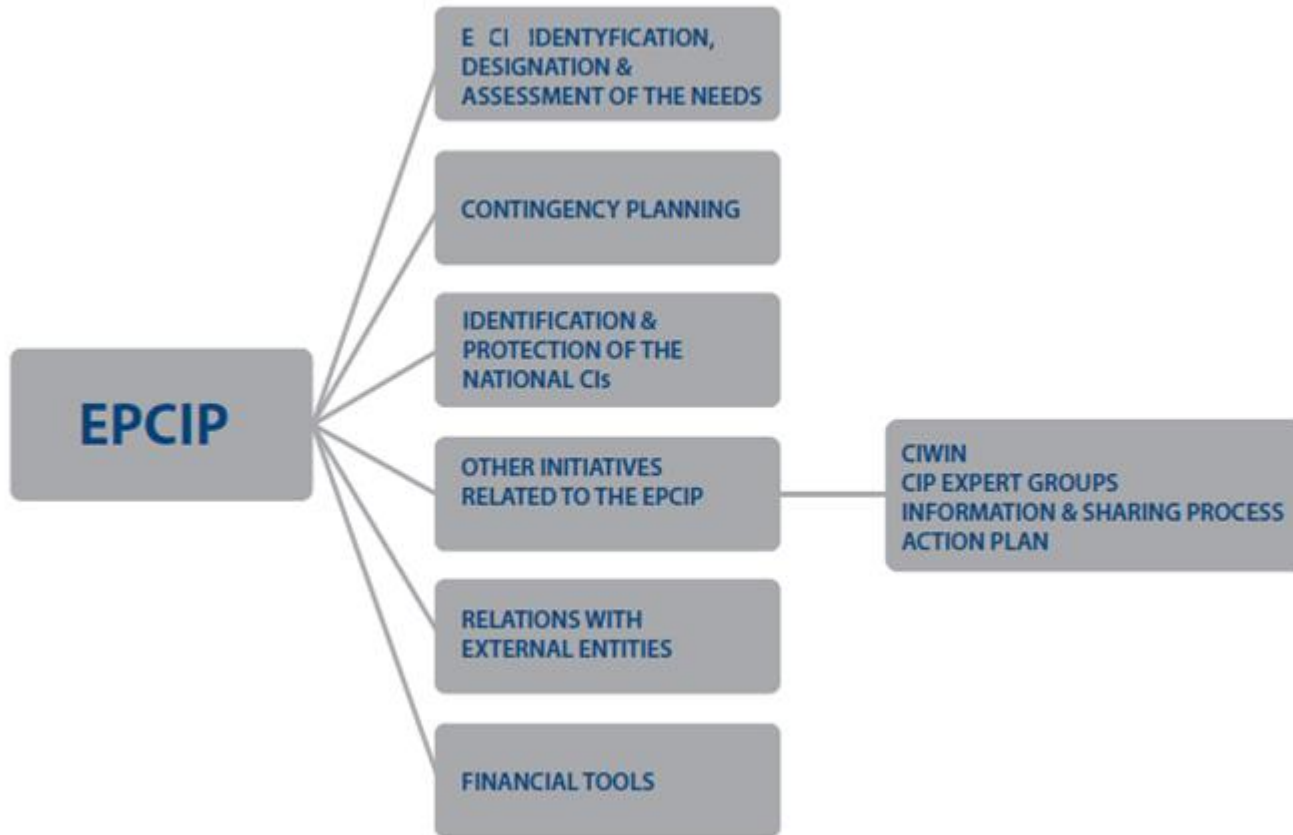 E CI IDENTYFICATION,
DESIGNATION &
ASSESSMENT OF THE NEEDS
CONTINGENCY PLANNING
IDENTIFICATION &
PROTECTION OF THE
NATIONAL CIs
EPCIP
OTHER INITIATIVES
RELATED TO THE EPCIP
CIWIN
CIP EXPERT GROUPS
INFORMATION & SHARING PROCESS
ACTION PLAN
RELATIONS WITH
EXTERNAL ENTITIES
FINANCIAL TOOLS